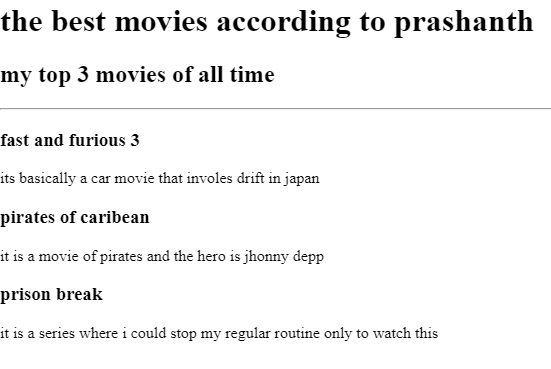 the best movies according to prashanth
my top 3 movies of all time
fast and furious 3
its basically a car movie that involes drift in japan
pirates of caribean
it is a movie of pirates and the hero is jhonny depp
prison break
it is a series where i could stop my regular routine only to watch this